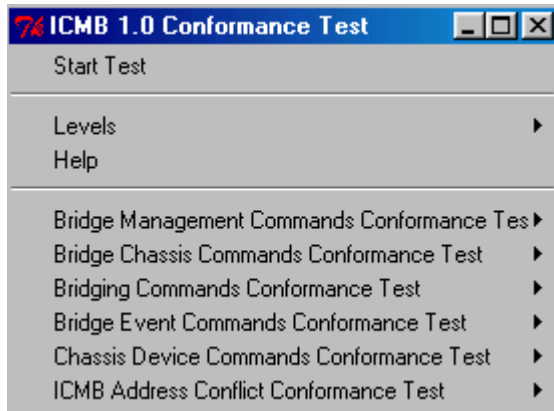 ICMB 1.0 Conformance Test
Start Test
Levels
Help
Bridge Management Commands Conformance Tes
Bridge Chassis Commands Conformance Test
Bridging Commands Conformance Test
Bridge Event Commands Conformance Test
Chassis Device Commands Conformance Test
ICMB Address Conflict Conformance Test